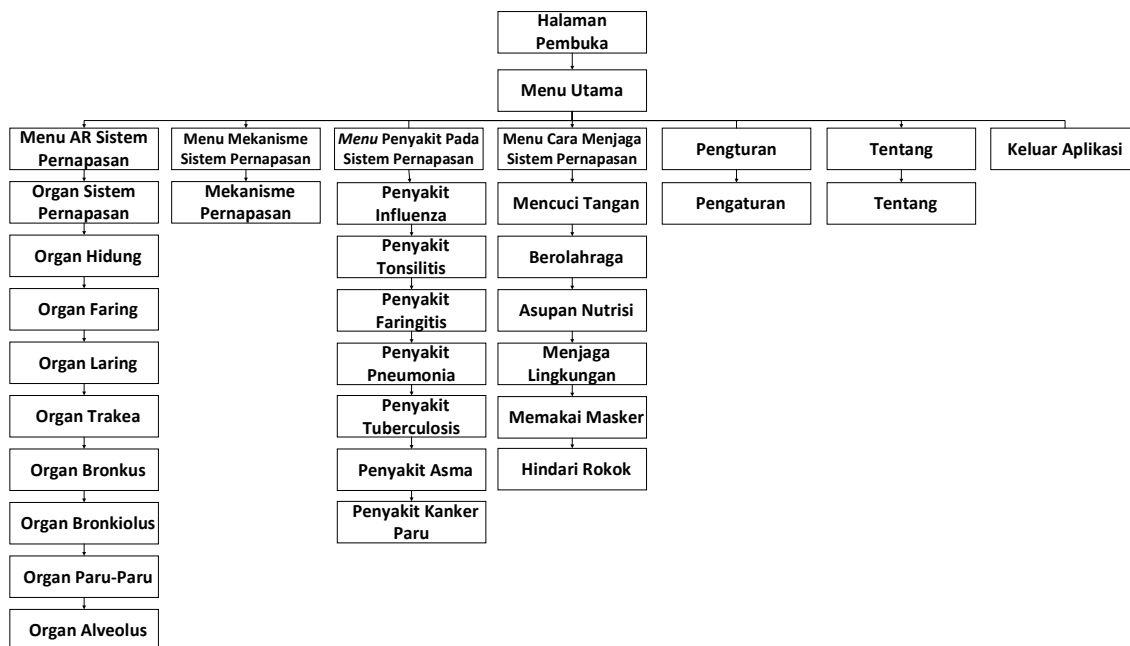 Halaman
Pembuka
Menu Utama
Menu AR Sistem
Pernapasan
Menu Mekanisme
Sistem Pernapasan
Menu Penyakit Pada
Sistem Pernapasan
Menu Cara Menjaga
Sistem Pernapasan
Pengturan
Tentang
Keluar Aplikasi
Organ Sistem
Pernapasan
Organ Hidung
Organ Faring
Organ Laring
Organ Trakea
Organ Bronkus
Organ Bronkiolus
Organ Paru-Paru
Organ Alveolus
Mekanisme
Pernapasan
Penyakit
Influenza
Penyakit
Tonsilitis
Penyakit
Faringitis
Penyakit
Pneumonia
Penyakit
Tuberculosis
Penyakit Asma
Penyakit Kanker
Paru
Mencuci Tangan
Berolahraga
Asupan Nutrisi
Menjaga
Lingkungan
Memakai Masker
Hindari Rokok
Pengaturan
Tentang